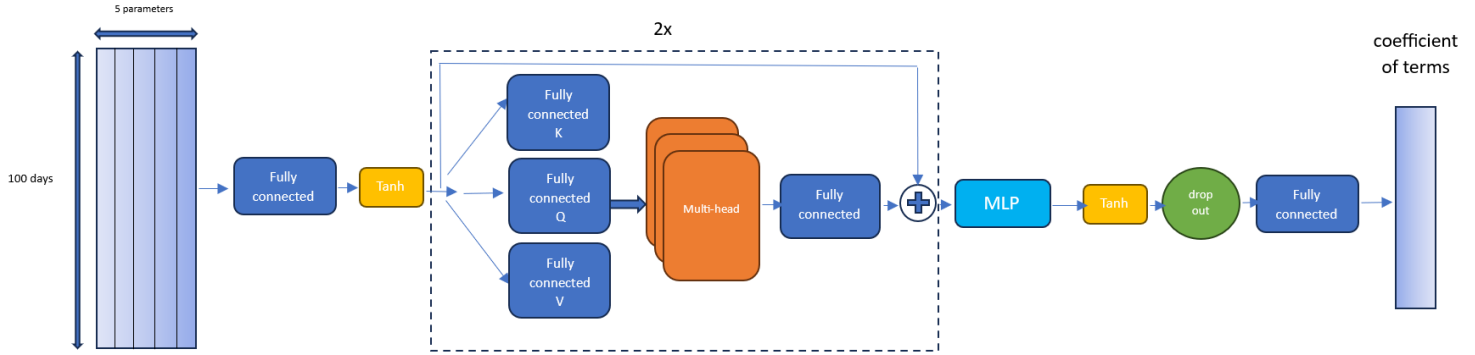 5 parameters
100 days
Fully
connected
Tanh
2x
Fully
connected
K
Fully
connected
Q
Fully
connected
V
Multi-head
Fully
connected
MLP
Tanh
drop
out
Fully
connected
coefficient
of terms